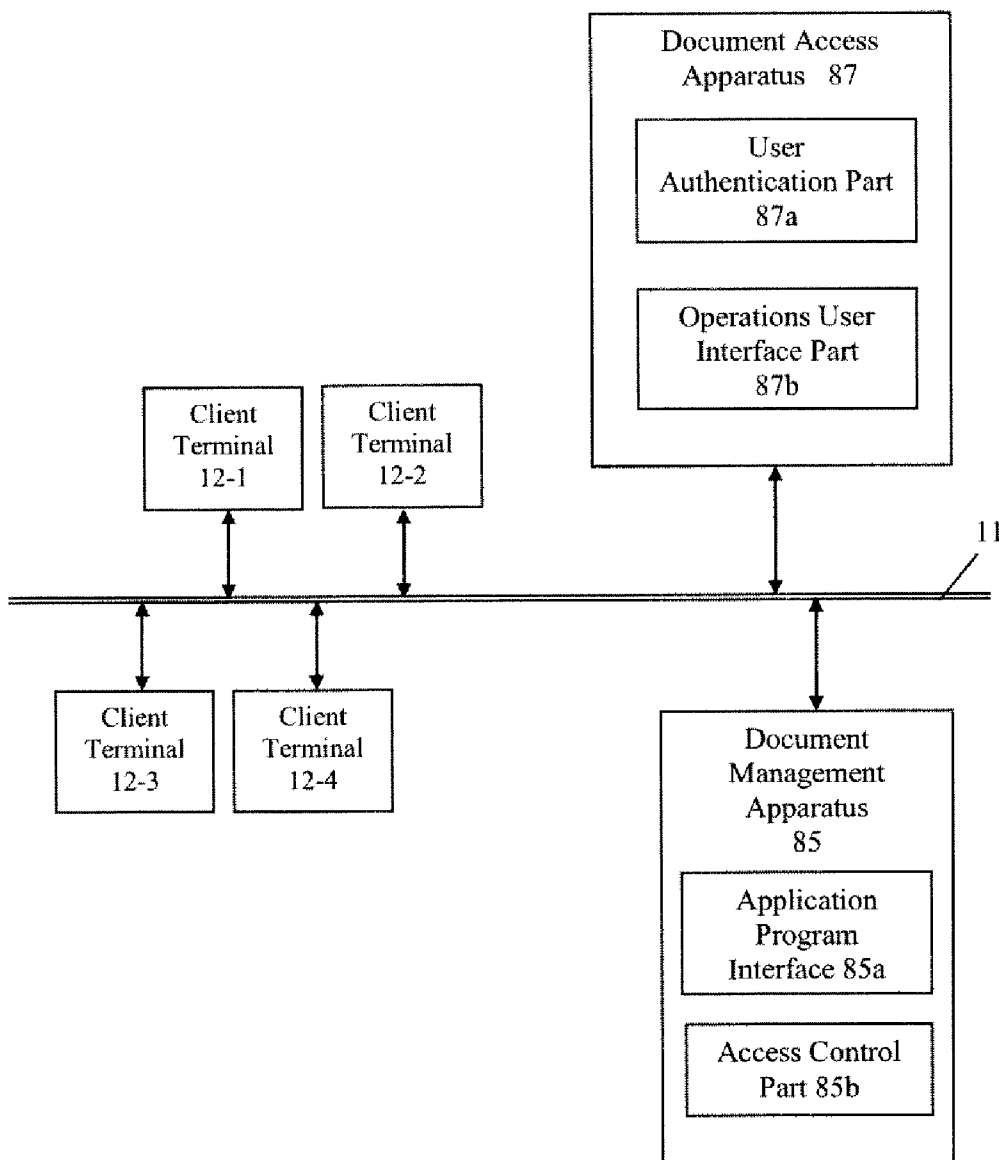 Document Access
Apparatus 87
User
Authentication Part
87a
Operations User
Interface Part
87b
Client
Terminal
12-1
Client
Terminal
12-2
11
Client
Terminal
12-3
Client
Terminal
12-4
Document
Management
Apparatus
85
Application
Program
Interface 85a
Access Control
Part 85b